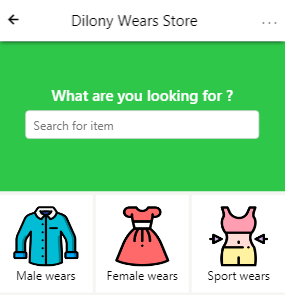 Dilony Wears Store
What are you looking for ?
Search for item
Male wears
Female wears
Sport wears